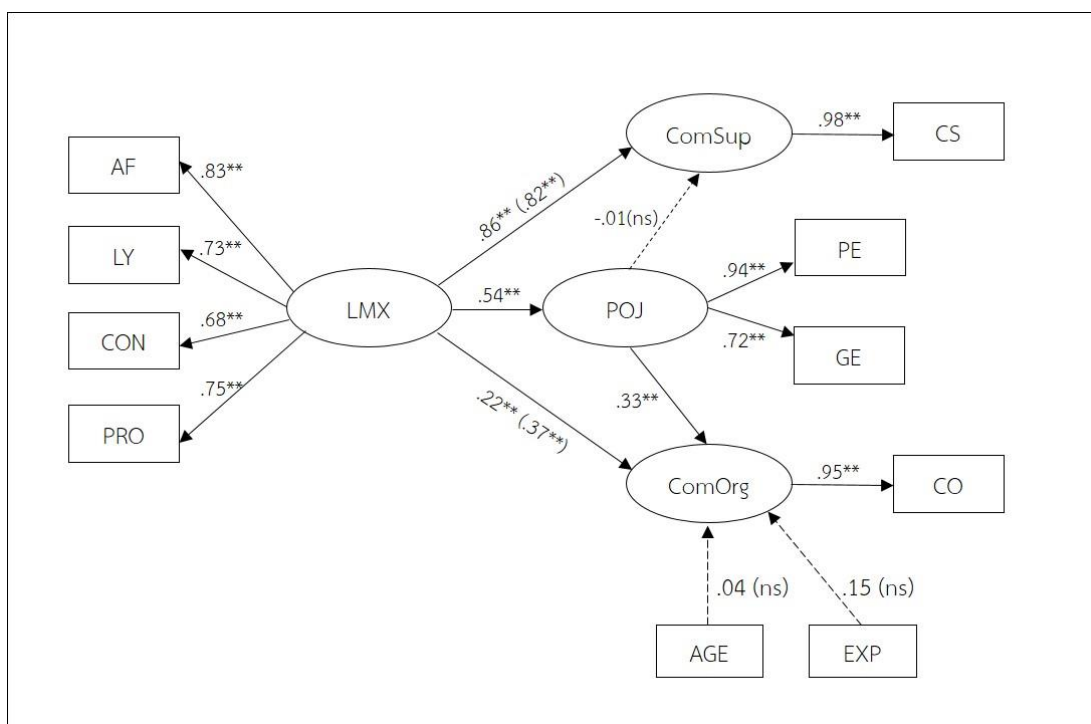 ComSup
.98**
CS
AF
.83**
.86** (.82**)
-.01(ns)
LY
.73**
PE
.94**
LMX
.54**
POJ
CON
.68**
.72**
GE
.75**
PRO
.22** (.37**)
.33**
ComOrg
.95**
CO
.04 (ns)
.15 (ns)
AGE
EXP